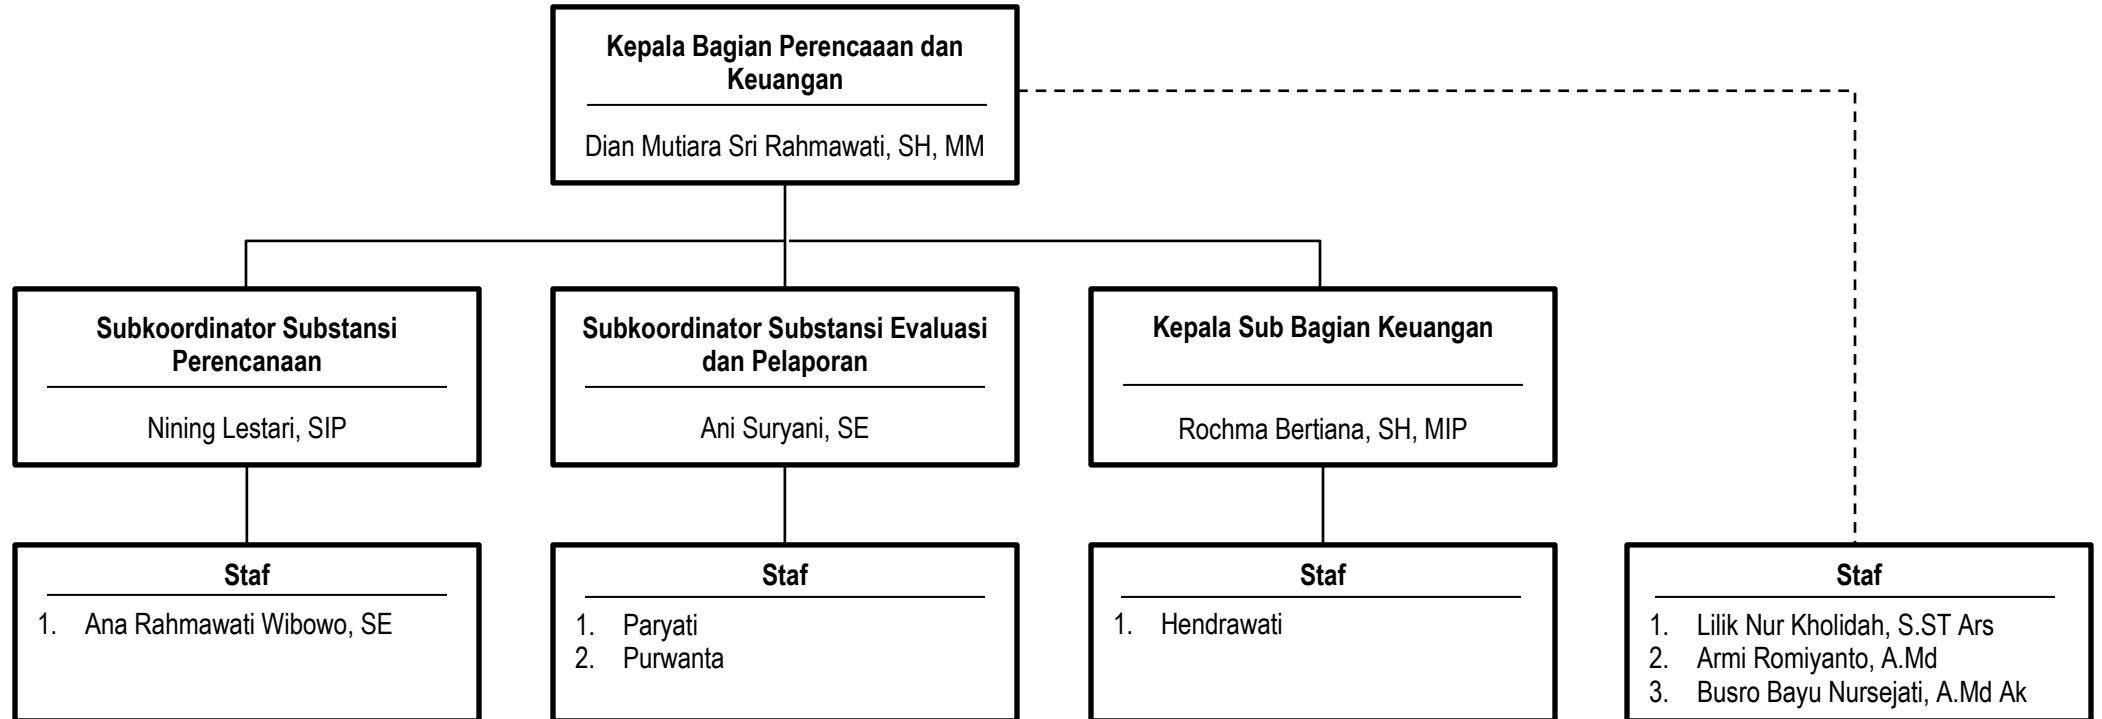 Kepala Bagian Perencaaan dan
Keuangan
Dian Mutiara Sri Rahmawati, SH, MM
Subkoordinator Substansi
Perencanaan
Nining Lestari, SIP
Subkoordinator Substansi Evaluasi
dan Pelaporan
Ani Suryani, SE
Kepala Sub Bagian Keuangan
Rochma Bertiana, SH, MIP
Staf
1. Ana Rahmawati Wibowo, SE
Staf
1. Paryati
2. Purwanta
Staf
1. Hendrawati
Staf
1. Lilik Nur Kholidah, S.ST Ars
2. Armi Romiyanto, A.Md
3. Busro Bayu Nursejati, A.Md Ak